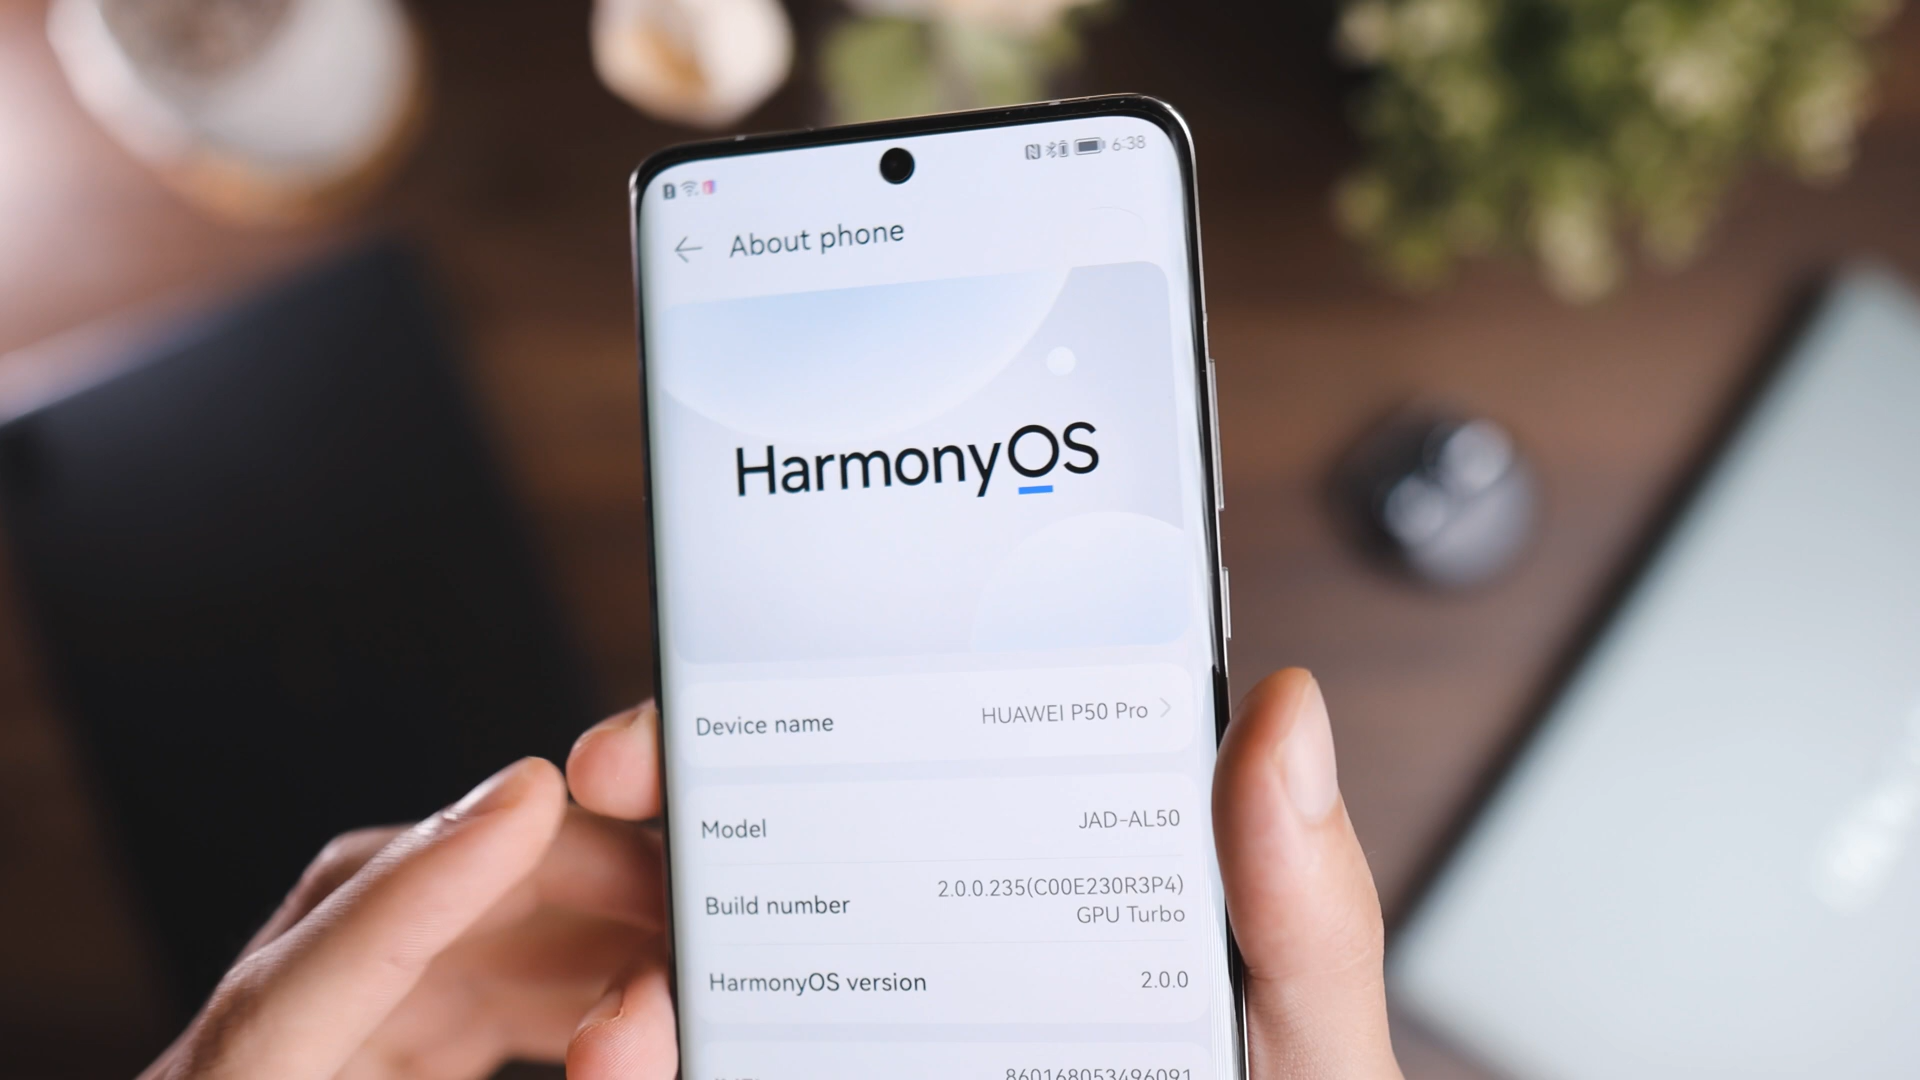 6:38
About phone
HarmonyOS
Device name HUAWEI P50 Pro
Model JAD-AL50
Build number 2.0.0.235(C00E230R3P4)
GPU Turbo
HarmonyOS version 2.0.0
860168053496091